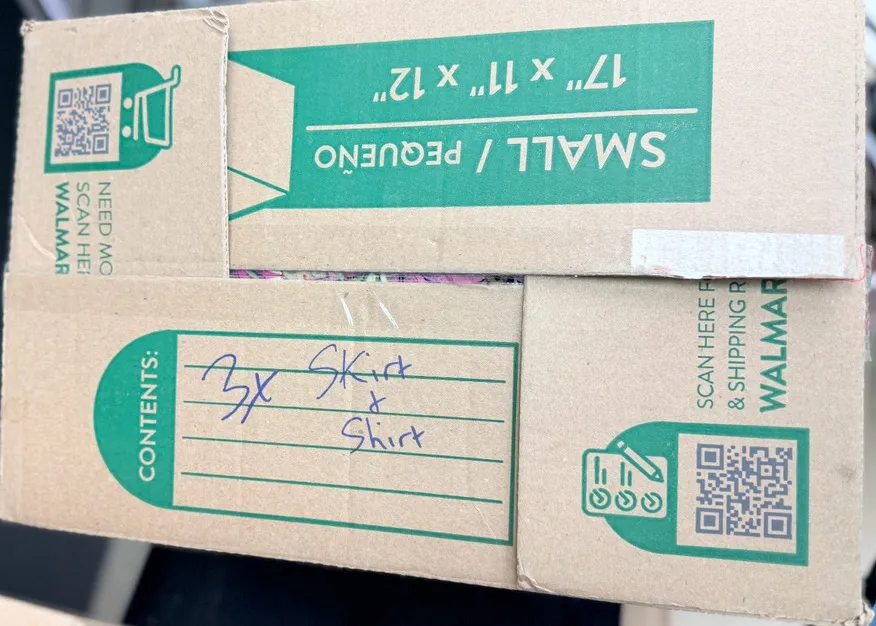 17" x 11" x 12"
SMALL / PEQUEÑO
NEED MO
SCAN HE
WALMAR
CONTENTS:
3x Skirt
+
Shirt
SCAN HERE F
& SHIPPING R
WALMAR